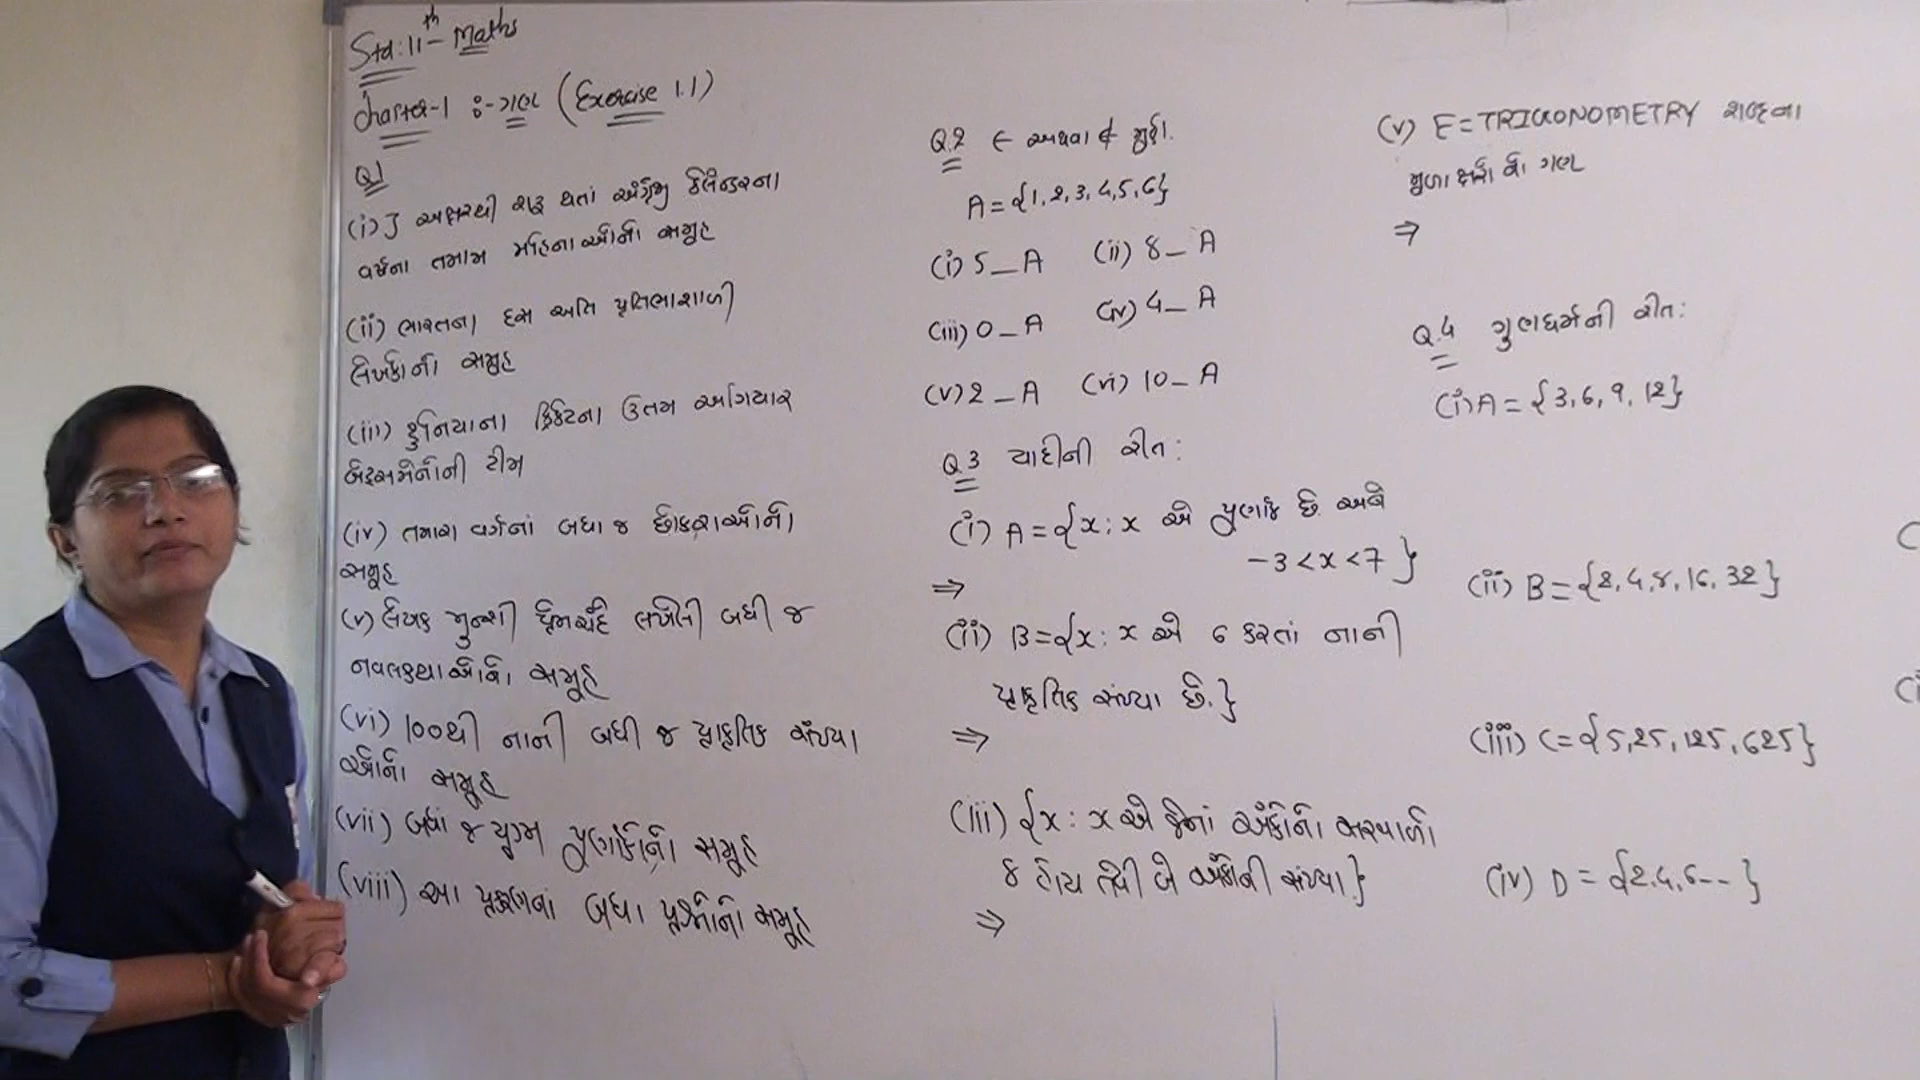 Std: 11th - Maths
Chapter-1 :- ગણ (Exercise 1.1)
Q1
(i) J અક્ષરથી શરૂ થતાં અંગ્રેજી કેલેન્ડરના
વર્ષના તમામ મહિનાઓનો સમૂહ
(ii) ભારતના દસ અતિ પ્રતિભાશાળી
લેખકોનો સમૂહ
(iii) દુનિયાના ક્રિકેટના ઉત્તમ અગિયાર
બેટ્સમેનોની ટીમ
(iv) તમારા વર્ગનાં બધા જ છોકરાઓનો
સમૂહ
(v) લેખક મુન્શી પ્રેમચંદે લખેલી બધી જ
નવલકથાઓનો સમૂહ
(vi) 100થી નાની બધી જ પ્રાકૃતિક સંખ્યા
ઓનો સમૂહ
(vii) બધાં જ યુગ્મ પૂર્ણાંકોનો સમૂહ
(viii) આ પ્રકરણનાં બધા પ્રશ્નોનો સમૂહ
Q.2 ∈ અથવા ∉ મુકો.
A = {1, 2, 3, 4, 5, 6}
(i) 5 _ A (ii) 8 _ A
(iii) 0 _ A (iv) 4 _ A
(v) 2 _ A (vi) 10 _ A
Q.3 યાદીની રીત :
(i) A = {x : x એ પૂર્ણાંક છે અને
-3 < x < 7 }
⇒
(ii) B = {x : x એ 6 કરતાં નાની
પ્રાકૃતિક સંખ્યા છે.}
⇒
(iii) {x : x એ જેનાં અંકોનો સરવાળો
8 હોય તેવી બે અંકોની સંખ્યા}
⇒
(v) E = TRIGONOMETRY શબ્દના
મુળાક્ષરો નો ગણ
⇒
Q.4 ગુણધર્મની રીત :
(i) A = {3, 6, 9, 12}
(ii) B = {2, 4, 8, 16, 32}
(iii) C = {5, 25, 125, 625}
(iv) D = {2, 4, 6 -- }